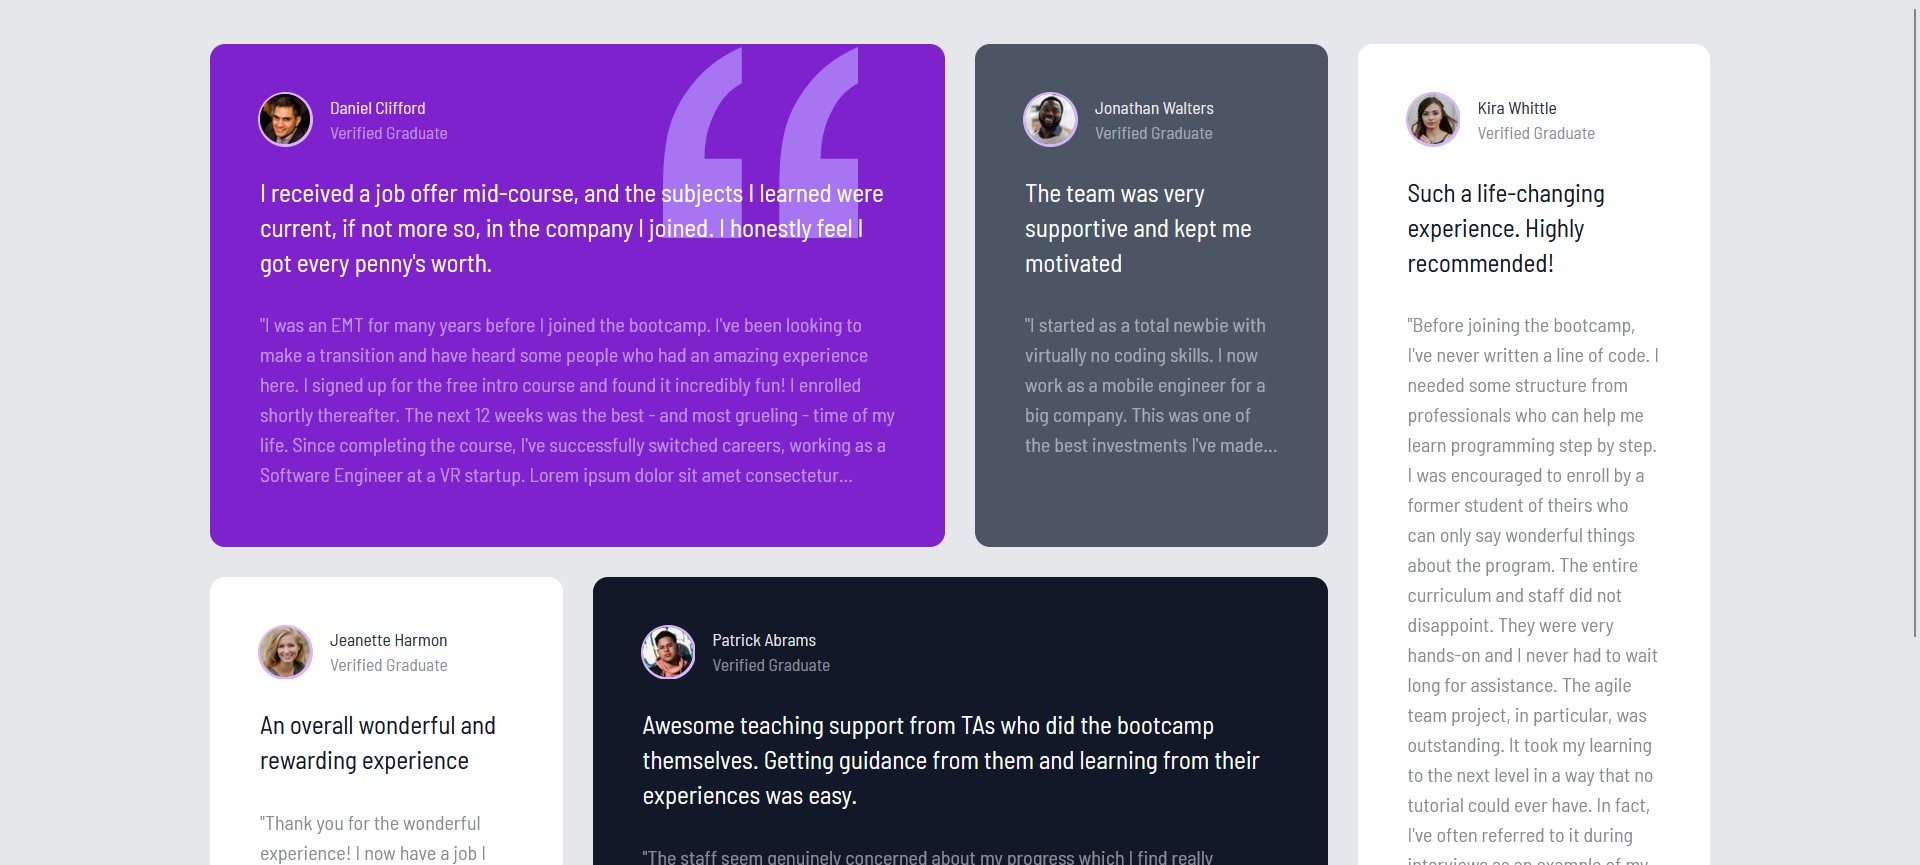 Daniel Clifford
Verified Graduate
I received a job offer mid-course, and the subjects I learned were
current, if not more so, in the company I joined. I honestly feel I
got every penny's worth.
"I was an EMT for many years before I joined the bootcamp. I've been looking to
make a transition and have heard some people who had an amazing experience
here. I signed up for the free intro course and found it incredibly fun! I enrolled
shortly thereafter. The next 12 weeks was the best - and most grueling - time of my
life. Since completing the course, I've successfully switched careers, working as a
Software Engineer at a VR startup. Lorem ipsum dolor sit amet consectetur...
Jonathan Walters
Verified Graduate
The team was very
supportive and kept me
motivated
"I started as a total newbie with
virtually no coding skills. I now
work as a mobile engineer for a
big company. This was one of
the best investments I've made...
Kira Whittle
Verified Graduate
Such a life-changing
experience. Highly
recommended!
"Before joining the bootcamp,
I've never written a line of code. I
needed some structure from
professionals who can help me
learn programming step by step.
I was encouraged to enroll by a
former student of theirs who
can only say wonderful things
about the program. The entire
curriculum and staff did not
disappoint. They were very
hands-on and I never had to wait
long for assistance. The agile
team project, in particular, was
outstanding. It took my learning
to the next level in a way that no
tutorial could ever have. In fact,
I've often referred to it during
interviews as an example of my
Jeanette Harmon
Verified Graduate
An overall wonderful and
rewarding experience
"Thank you for the wonderful
experience! I now have a job I
Patrick Abrams
Verified Graduate
Awesome teaching support from TAs who did the bootcamp
themselves. Getting guidance from them and learning from their
experiences was easy.
"The staff seem genuinely concerned about my progress which I find really